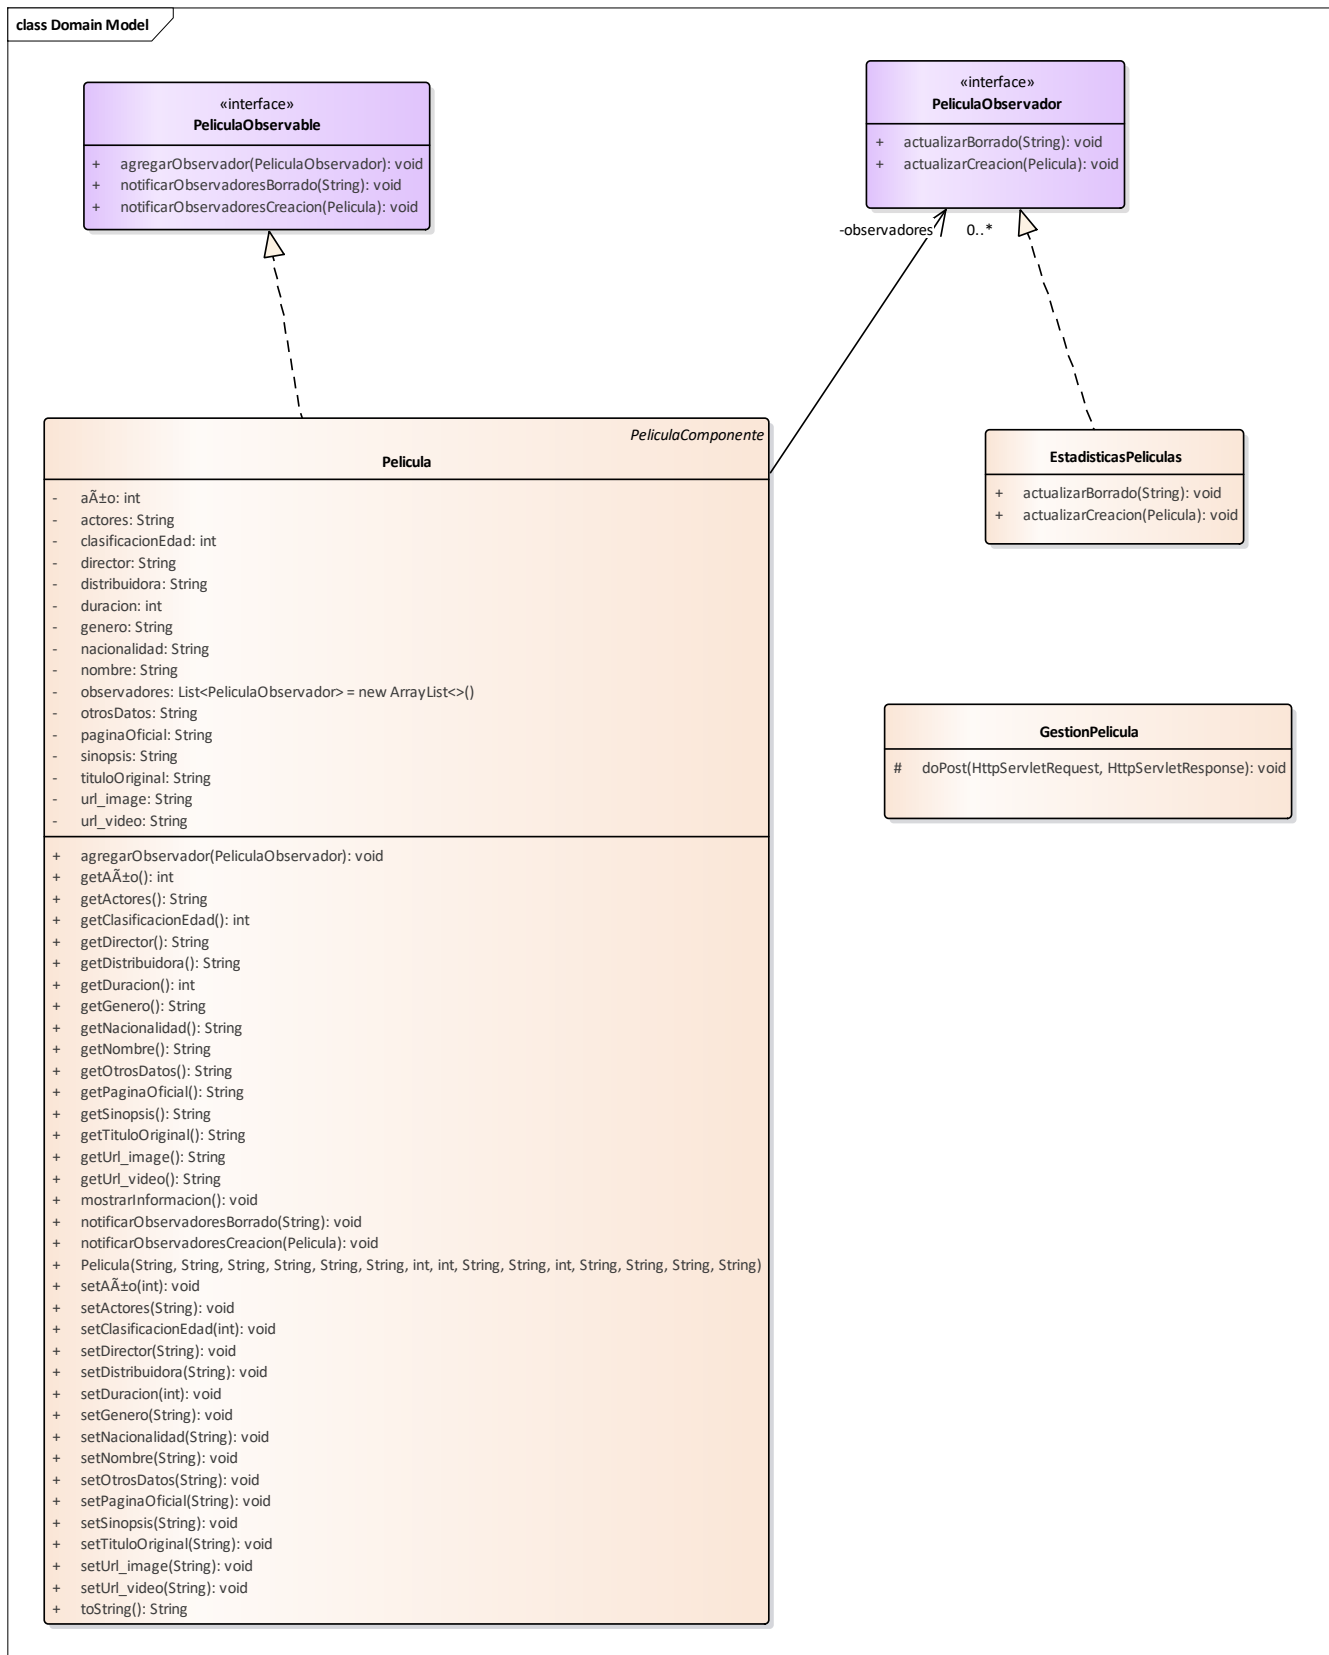 class Domain Model
«interface»
PeliculaObservable
+ agregarObservador(PeliculaObservador): void
+ notificarObservadoresBorrado(String): void
+ notificarObservadoresCreacion(Pelicula): void
«interface»
PeliculaObservador
+ actualizarBorrado(String): void
+ actualizarCreacion(Pelicula): void
-observadores
0..*
PeliculaComponente
Pelicula
- aÃ±o: int
- actores: String
- clasificacionEdad: int
- director: String
- distribuidora: String
- duracion: int
- genero: String
- nacionalidad: String
- nombre: String
- observadores: List<PeliculaObservador> = new ArrayList<>()
- otrosDatos: String
- paginaOficial: String
- sinopsis: String
- tituloOriginal: String
- url_image: String
- url_video: String
+ agregarObservador(PeliculaObservador): void
+ getAÃ±o(): int
+ getActores(): String
+ getClasificacionEdad(): int
+ getDirector(): String
+ getDistribuidora(): String
+ getDuracion(): int
+ getGenero(): String
+ getNacionalidad(): String
+ getNombre(): String
+ getOtrosDatos(): String
+ getPaginaOficial(): String
+ getSinopsis(): String
+ getTituloOriginal(): String
+ getUrl_image(): String
+ getUrl_video(): String
+ mostrarInformacion(): void
+ notificarObservadoresBorrado(String): void
+ notificarObservadoresCreacion(Pelicula): void
+ Pelicula(String, String, String, String, String, String, int, int, String, String, int, String, String, String, String)
+ setAÃ±o(int): void
+ setActores(String): void
+ setClasificacionEdad(int): void
+ setDirector(String): void
+ setDistribuidora(String): void
+ setDuracion(int): void
+ setGenero(String): void
+ setNacionalidad(String): void
+ setNombre(String): void
+ setOtrosDatos(String): void
+ setPaginaOficial(String): void
+ setSinopsis(String): void
+ setTituloOriginal(String): void
+ setUrl_image(String): void
+ setUrl_video(String): void
+ toString(): String
EstadisticasPeliculas
+ actualizarBorrado(String): void
+ actualizarCreacion(Pelicula): void
GestionPelicula
# doPost(HttpServletRequest, HttpServletResponse): void